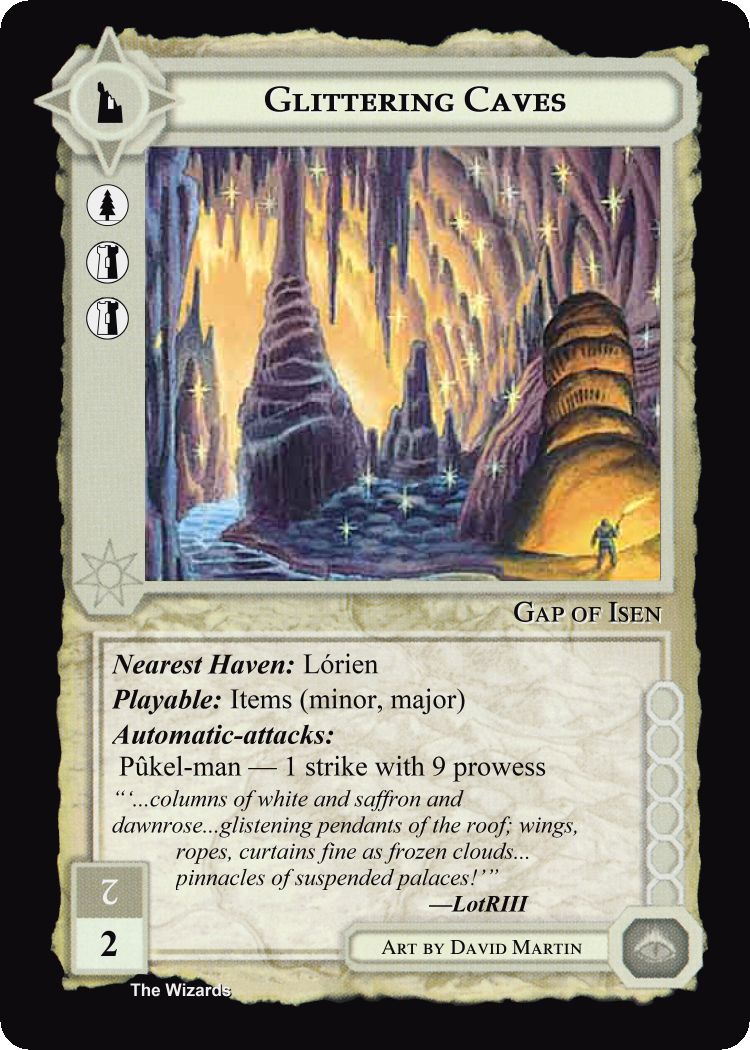 Glittering Caves
Gap of Isen
Nearest Haven: Lórien
Playable: Items (minor, major)
Automatic-attacks:
Pûkel-man — 1 strike with 9 prowess
“‘...columns of white and saffron and
dawnrose...glistening pendants of the roof; wings,
ropes, curtains fine as frozen clouds...
pinnacles of suspended palaces!’”
—LotRIII
2
2
Art by David Martin
The Wizards